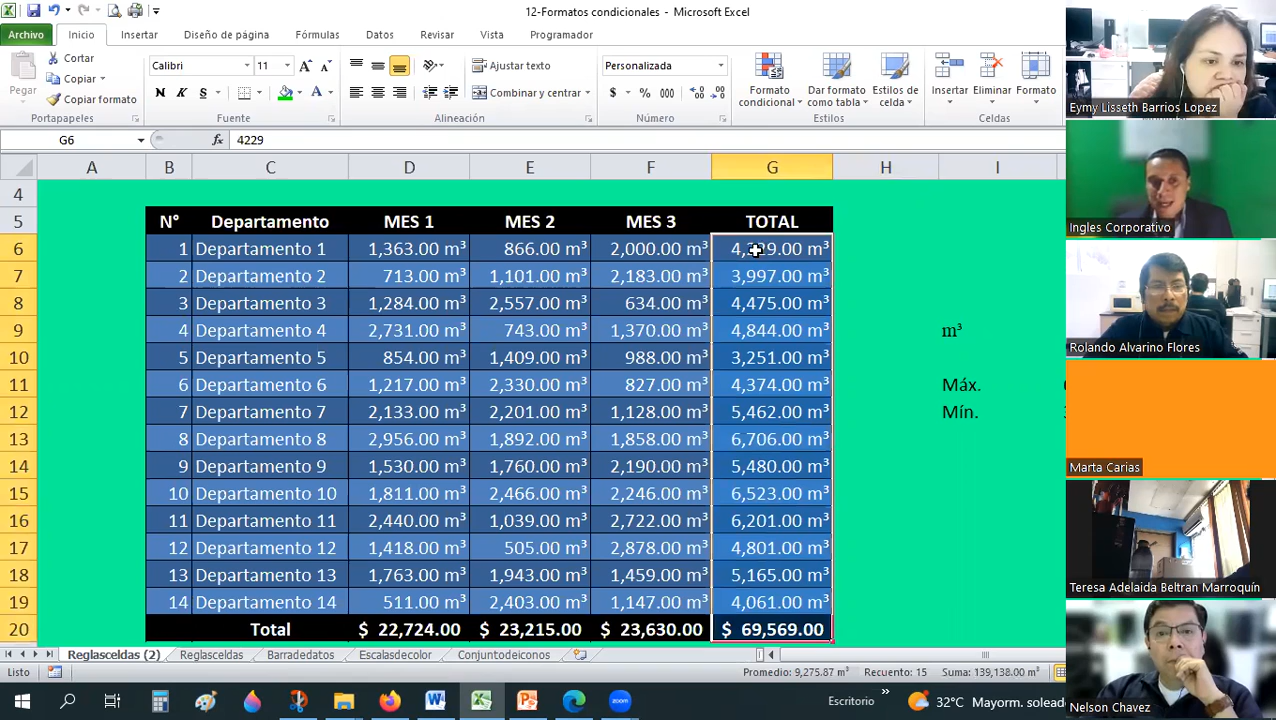 12-Formatos condicionales - Microsoft Excel
Archivo Inicio Insertar Diseño de página Fórmulas Datos Revisar Vista Programador
Pegar Cortar Copiar Copiar formato
Calibri 11
N K S
Ajustar texto
Combinar y centrar
Personalizada
$ % 000
Formato condicional Dar formato como tabla Estilos de celda Insertar Eliminar Formato
Portapapeles Fuente Alineación Número Estilos Celdas
G6 fx 4229
A B C D E F G H I
4
5 N° Departamento MES 1 MES 2 MES 3 TOTAL
6 1 Departamento 1 1,363.00 m³ 866.00 m³ 2,000.00 m³ m³
7 2 Departamento 2 713.00 m³ 1,101.00 m³ 2,183.00 m³ 3,997.00 m³
8 3 Departamento 3 1,284.00 m³ 2,557.00 m³ 634.00 m³ 4,475.00 m³
9 4 Departamento 4 2,731.00 m³ 743.00 m³ 1,370.00 m³ 4,844.00 m³ m³
10 5 Departamento 5 854.00 m³ 1,409.00 m³ 988.00 m³ 3,251.00 m³
11 6 Departamento 6 1,217.00 m³ 2,330.00 m³ 827.00 m³ 4,374.00 m³ Máx.
12 7 Departamento 7 2,133.00 m³ 2,201.00 m³ 1,128.00 m³ 5,462.00 m³ Mín.
13 8 Departamento 8 2,956.00 m³ 1,892.00 m³ 1,858.00 m³ 6,706.00 m³
14 9 Departamento 9 1,530.00 m³ 1,760.00 m³ 2,190.00 m³ 5,480.00 m³
15 10 Departamento 10 1,811.00 m³ 2,466.00 m³ 2,246.00 m³ 6,523.00 m³
16 11 Departamento 11 2,440.00 m³ 1,039.00 m³ 2,722.00 m³ 6,201.00 m³
17 12 Departamento 12 1,418.00 m³ 505.00 m³ 2,878.00 m³ 4,801.00 m³
18 13 Departamento 13 1,763.00 m³ 1,943.00 m³ 1,459.00 m³ 5,165.00 m³
19 14 Departamento 14 511.00 m³ 2,403.00 m³ 1,147.00 m³ 4,061.00 m³
20 Total $ 22,724.00 $ 23,215.00 $ 23,630.00 $ 69,569.00
Reglasceldas (2) Reglasceldas Barradedatos Escalasdecolor Conjuntodeiconos
Listo Promedio: 9,275.87 m³ Recuento: 15 Suma: 139,138.00 m³
Escritorio 32°C Mayorm. soleado
Eymy Lisseth Barrios Lopez
Ingles Corporativo
Rolando Alvarino Flores
Marta Carias
Teresa Adelaida Beltran Marroquín
Nelson Chavez